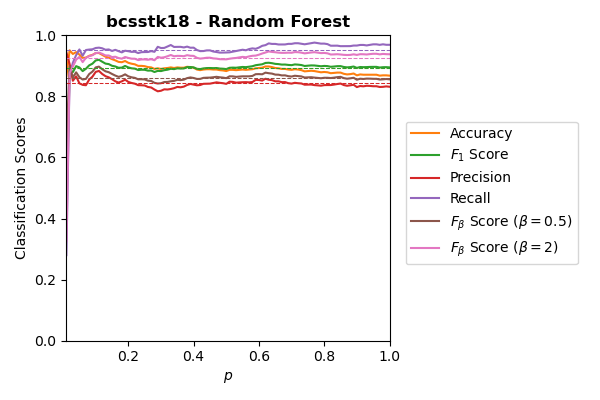 bcsstk18 - Random Forest
Classification Scores
1.0
0.8
0.6
0.4
0.2
0.0
0.2 0.4 0.6 0.8 1.0
p
Accuracy
F₁ Score
Precision
Recall
Fβ Score (β = 0.5)
Fβ Score (β = 2)